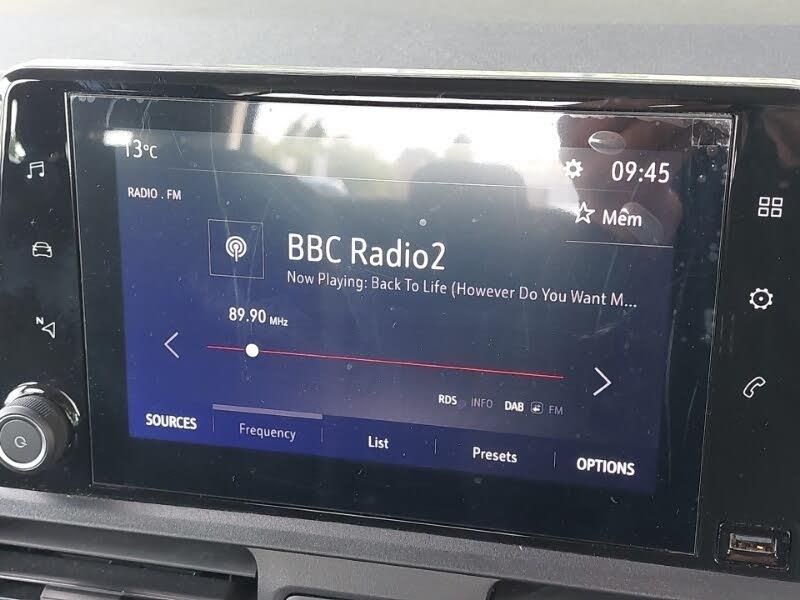 13°C
09:45
RADIO . FM
Mem
BBC Radio2
Now Playing: Back To Life (However Do You Want M...
89.90 MHz
N
RDS INFO DAB FM
SOURCES Frequency List Presets OPTIONS